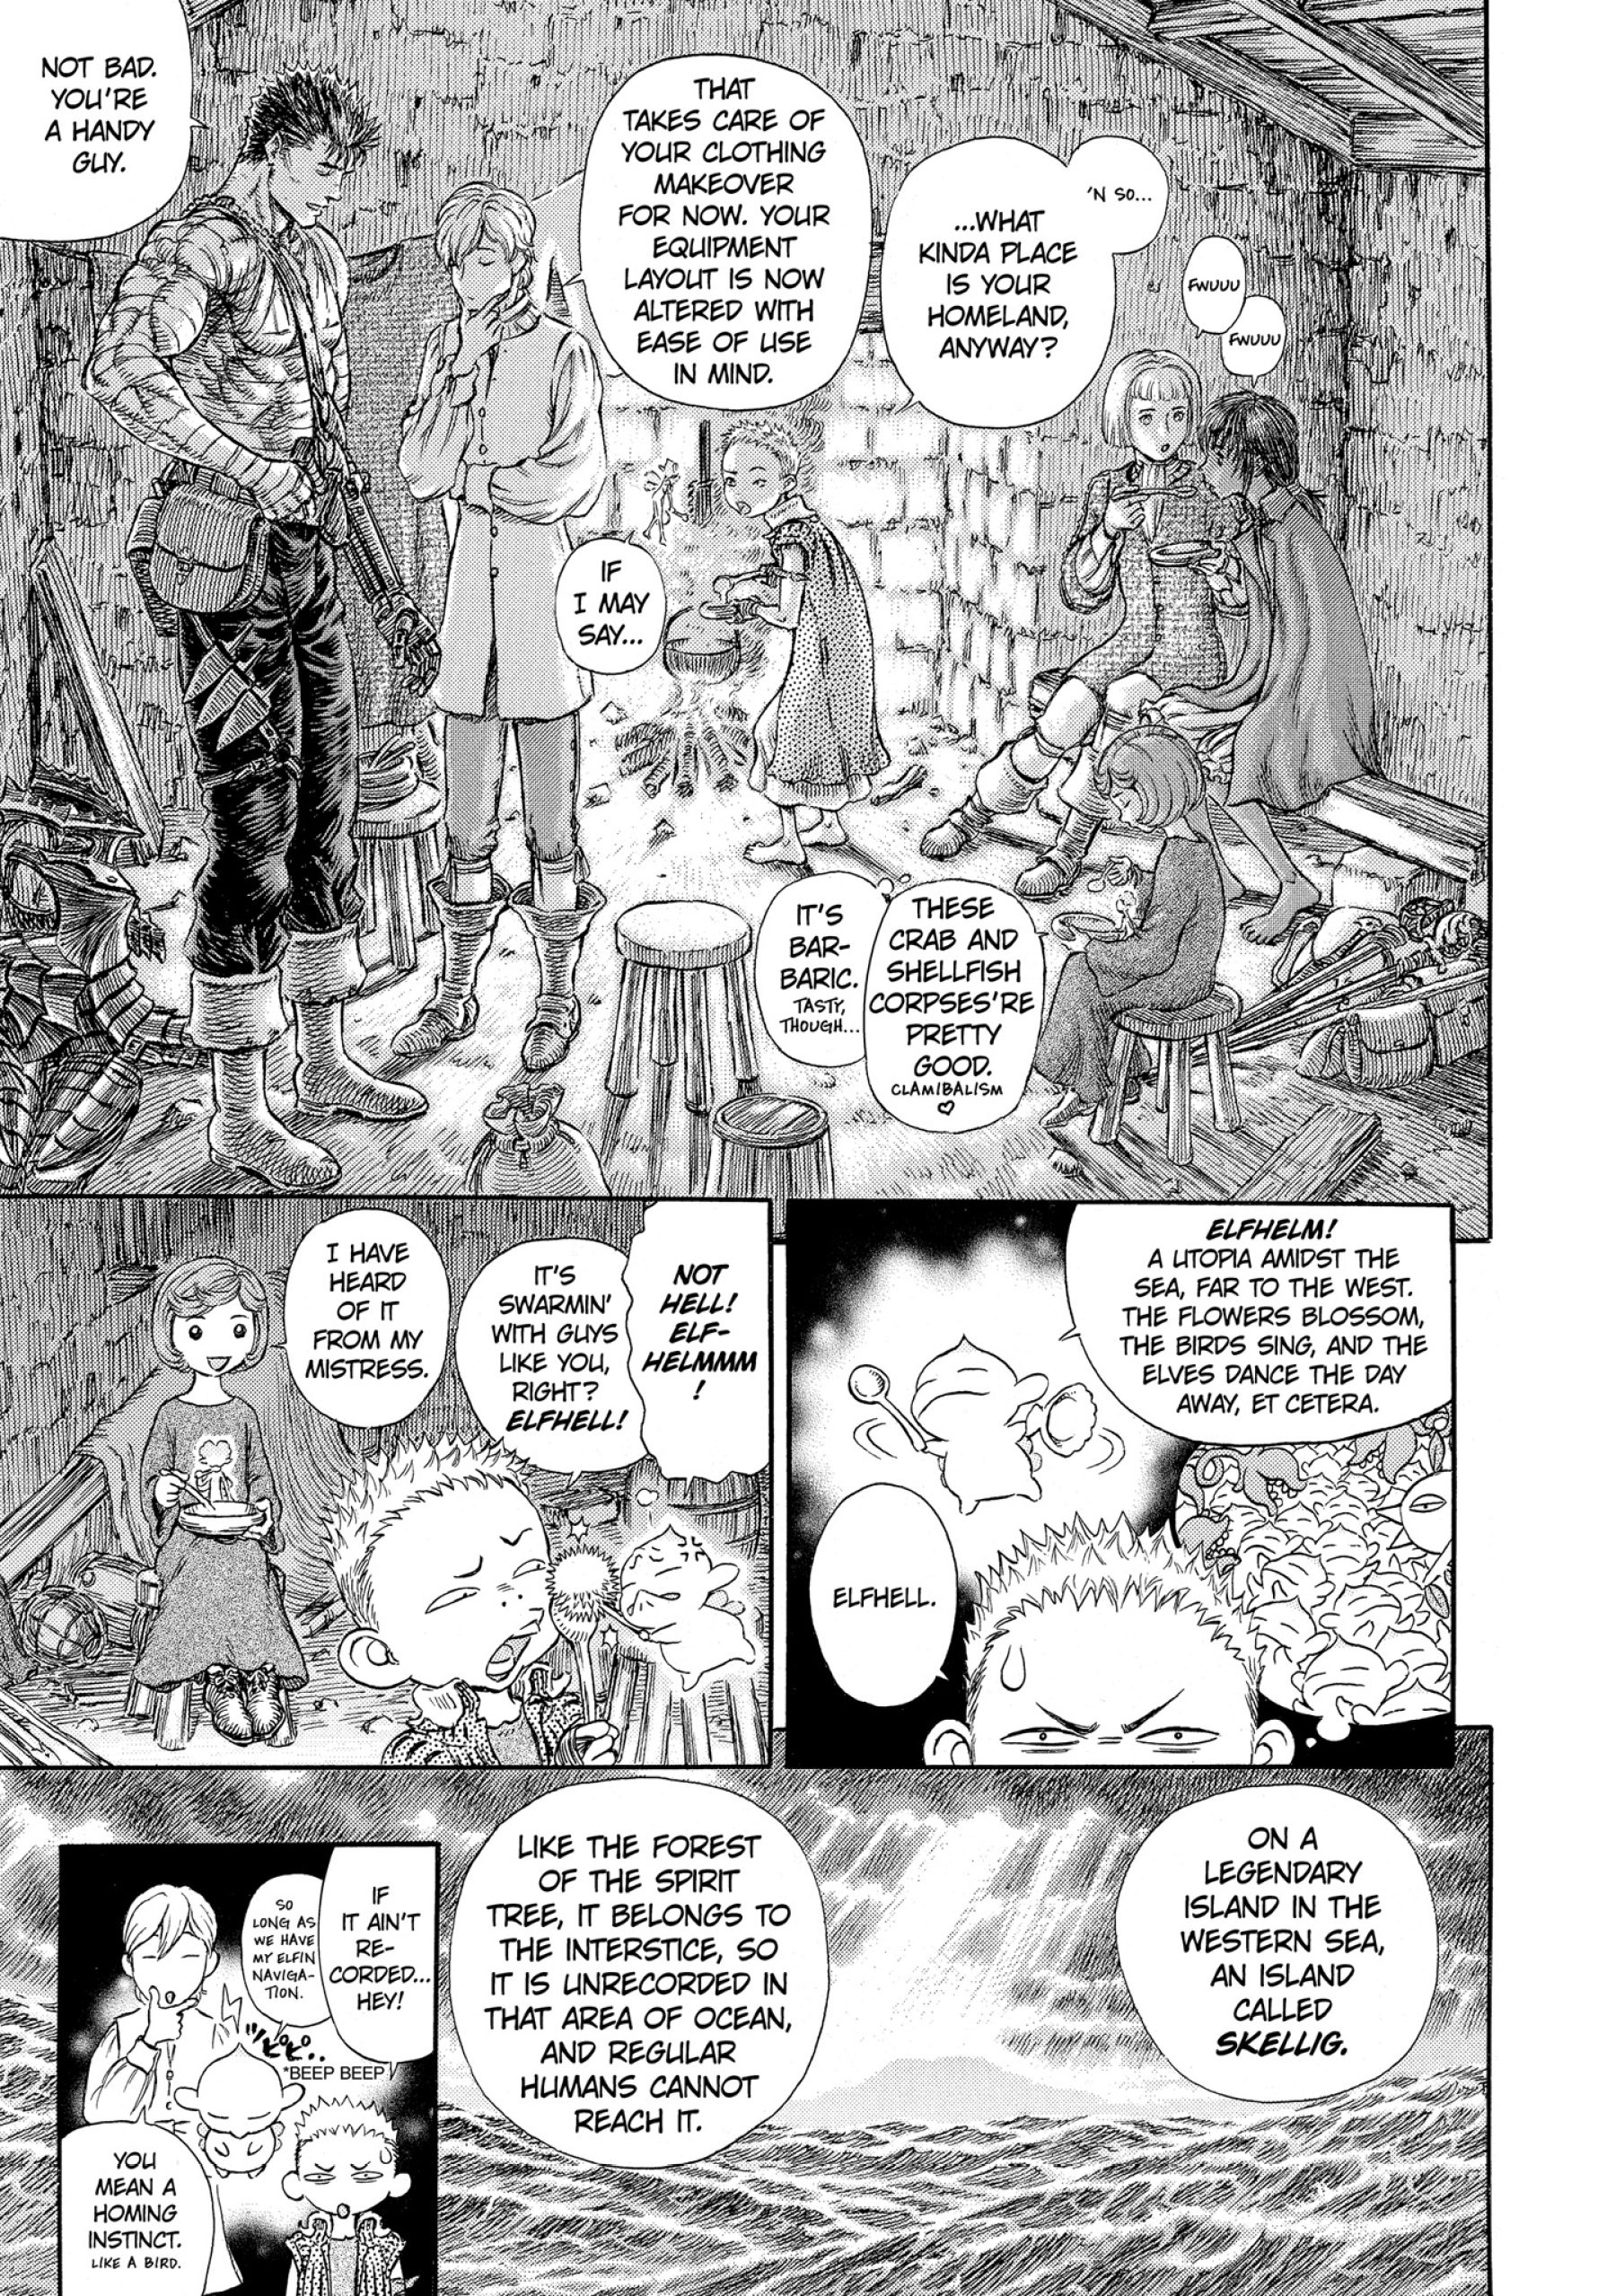 'N SO...
...WHAT
KINDA PLACE
IS YOUR
HOMELAND,
ANYWAY?
FWUUU
FWUUU
THAT
TAKES CARE OF
YOUR CLOTHING
MAKEOVER
FOR NOW. YOUR
EQUIPMENT
LAYOUT IS NOW
ALTERED WITH
EASE OF USE
IN MIND.
IF
I MAY
SAY...
NOT BAD.
YOU'RE
A HANDY
GUY.
THESE
CRAB AND
SHELLFISH
CORPSES'RE
PRETTY
GOOD.
CLAMIBALISM
♡
IT'S
BAR-
BARIC.
TASTY,
THOUGH...
ELFHELM!
A UTOPIA AMIDST THE
SEA, FAR TO THE WEST.
THE FLOWERS BLOSSOM,
THE BIRDS SING, AND THE
ELVES DANCE THE DAY
AWAY, ET CETERA.
ELFHELL.
NOT
HELL!
ELF-
HELMMM
!
IT'S
SWARMIN'
WITH GUYS
LIKE YOU,
RIGHT?
ELFHELL!
I HAVE
HEARD
OF IT
FROM MY
MISTRESS.
ON A
LEGENDARY
ISLAND IN THE
WESTERN SEA,
AN ISLAND
CALLED
SKELLIG.
LIKE THE FOREST
OF THE SPIRIT
TREE, IT BELONGS TO
THE INTERSTICE, SO
IT IS UNRECORDED IN
THAT AREA OF OCEAN,
AND REGULAR
HUMANS CANNOT
REACH IT.
IF
IT AIN'T
RE-
CORDED...
HEY!
SO
LONG AS
WE HAVE
MY ELFIN
NAVIGA-
TION.
ピピピ..
*BEEP BEEP
YOU
MEAN A
HOMING
INSTINCT.
LIKE A BIRD.